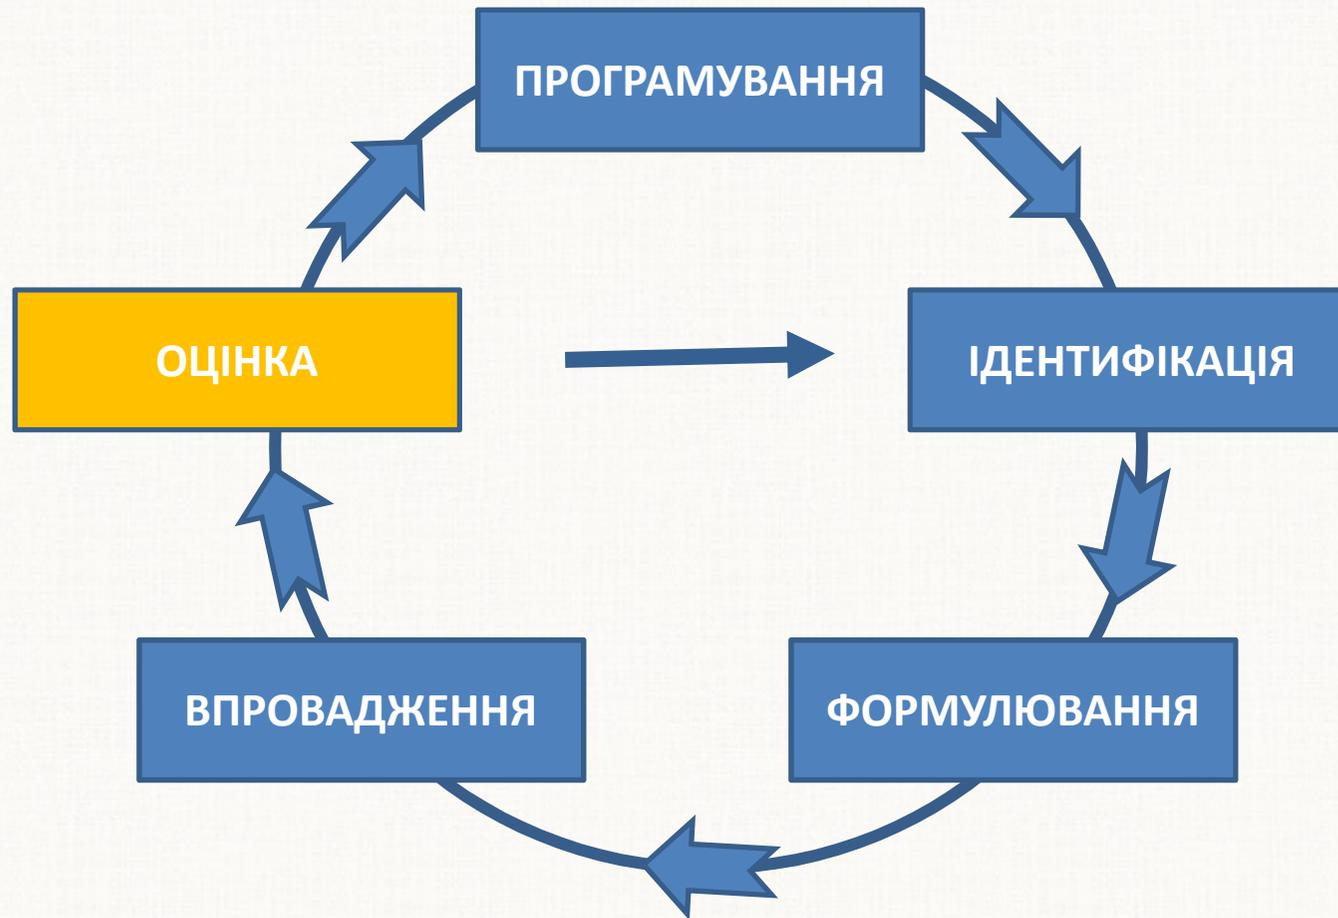 ПРОГРАМУВАННЯ
ОЦІНКА
ІДЕНТИФІКАЦІЯ
ВПРОВАДЖЕННЯ
ФОРМУЛЮВАННЯ